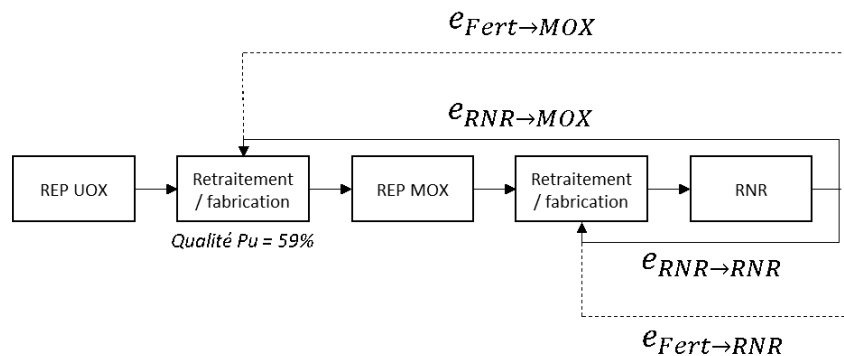 e_{Fert→MOX}
e_{RNR→MOX}
REP UOX
Retraitement
/ fabrication
REP MOX
Retraitement
/ fabrication
RNR
Qualité Pu = 59%
e_{RNR→RNR}
e_{Fert→RNR}